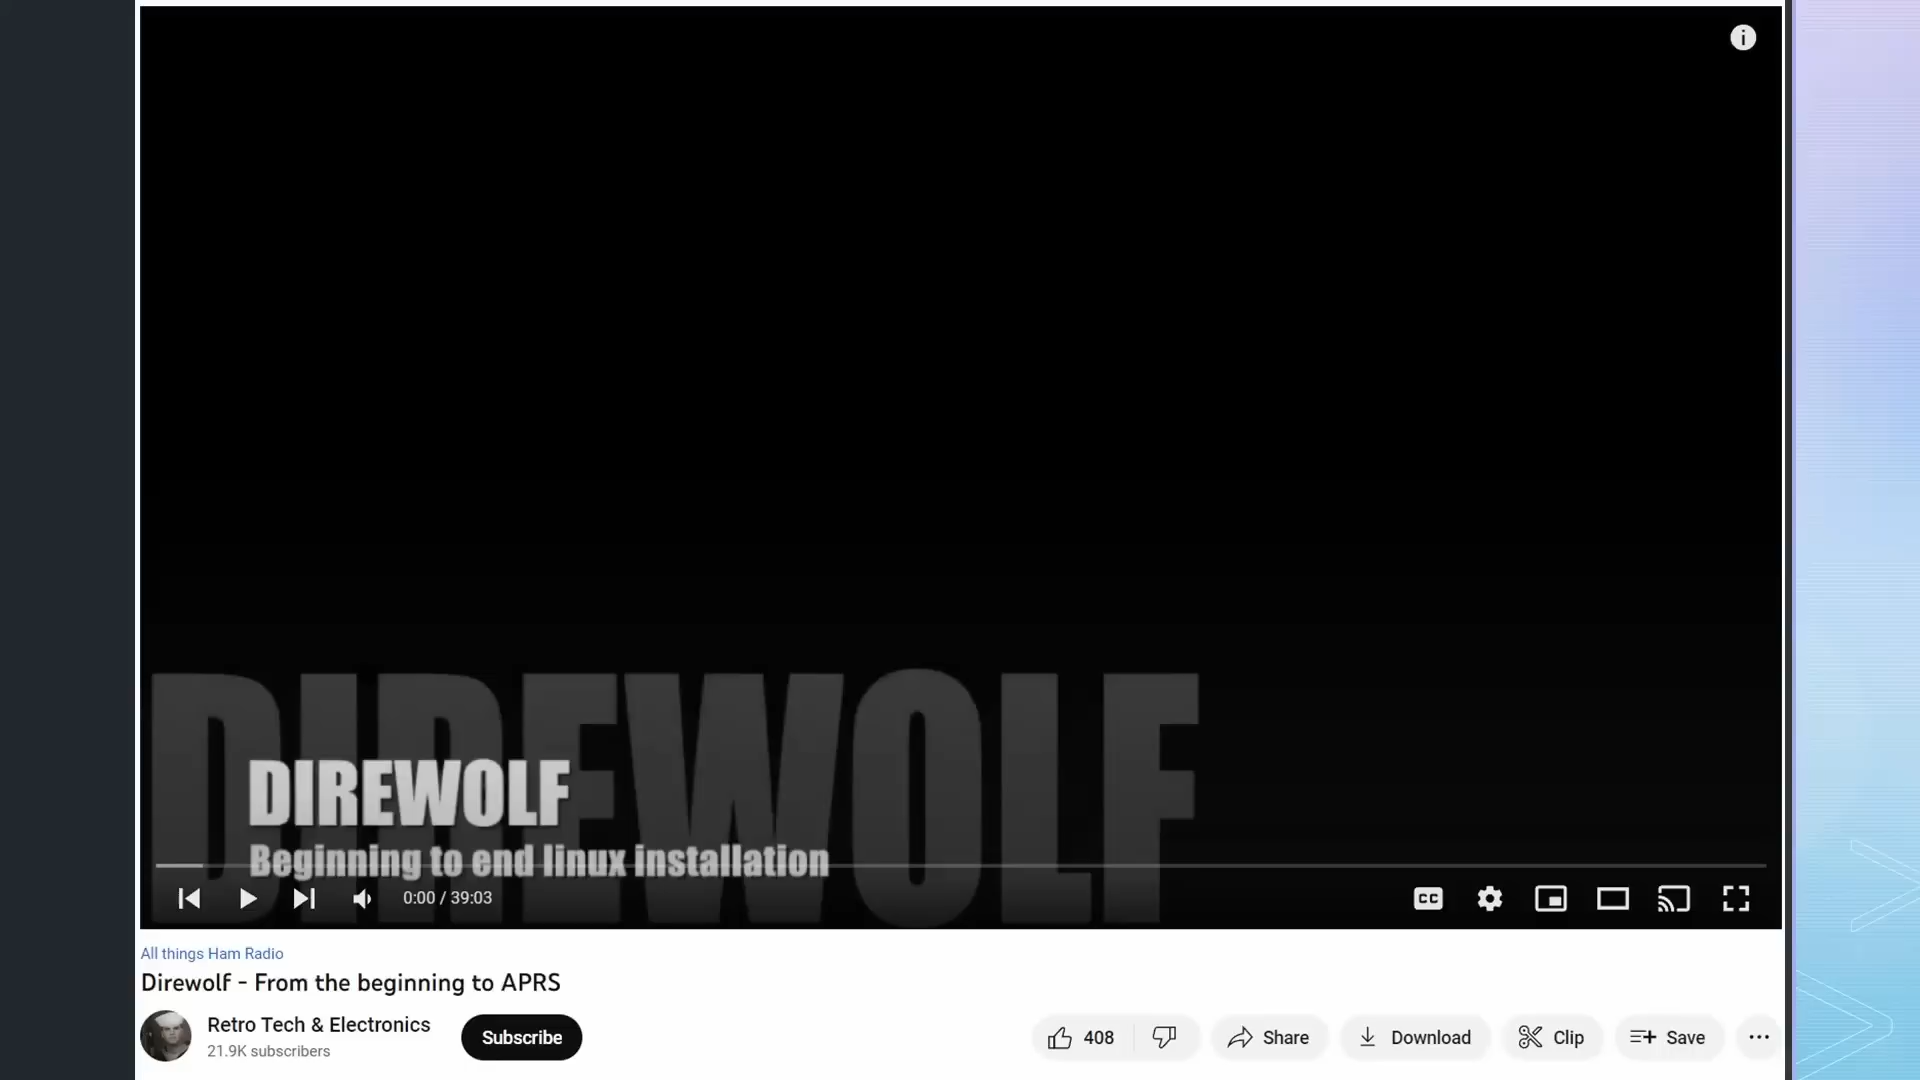 DIREWOLF
DIREWOLF
Beginning to end linux installation
0:00 / 39:03
CC
All things Ham Radio
Direwolf - From the beginning to APRS
Retro Tech & Electronics
21.9K subscribers
Subscribe
408
Share
Download
Clip
Save